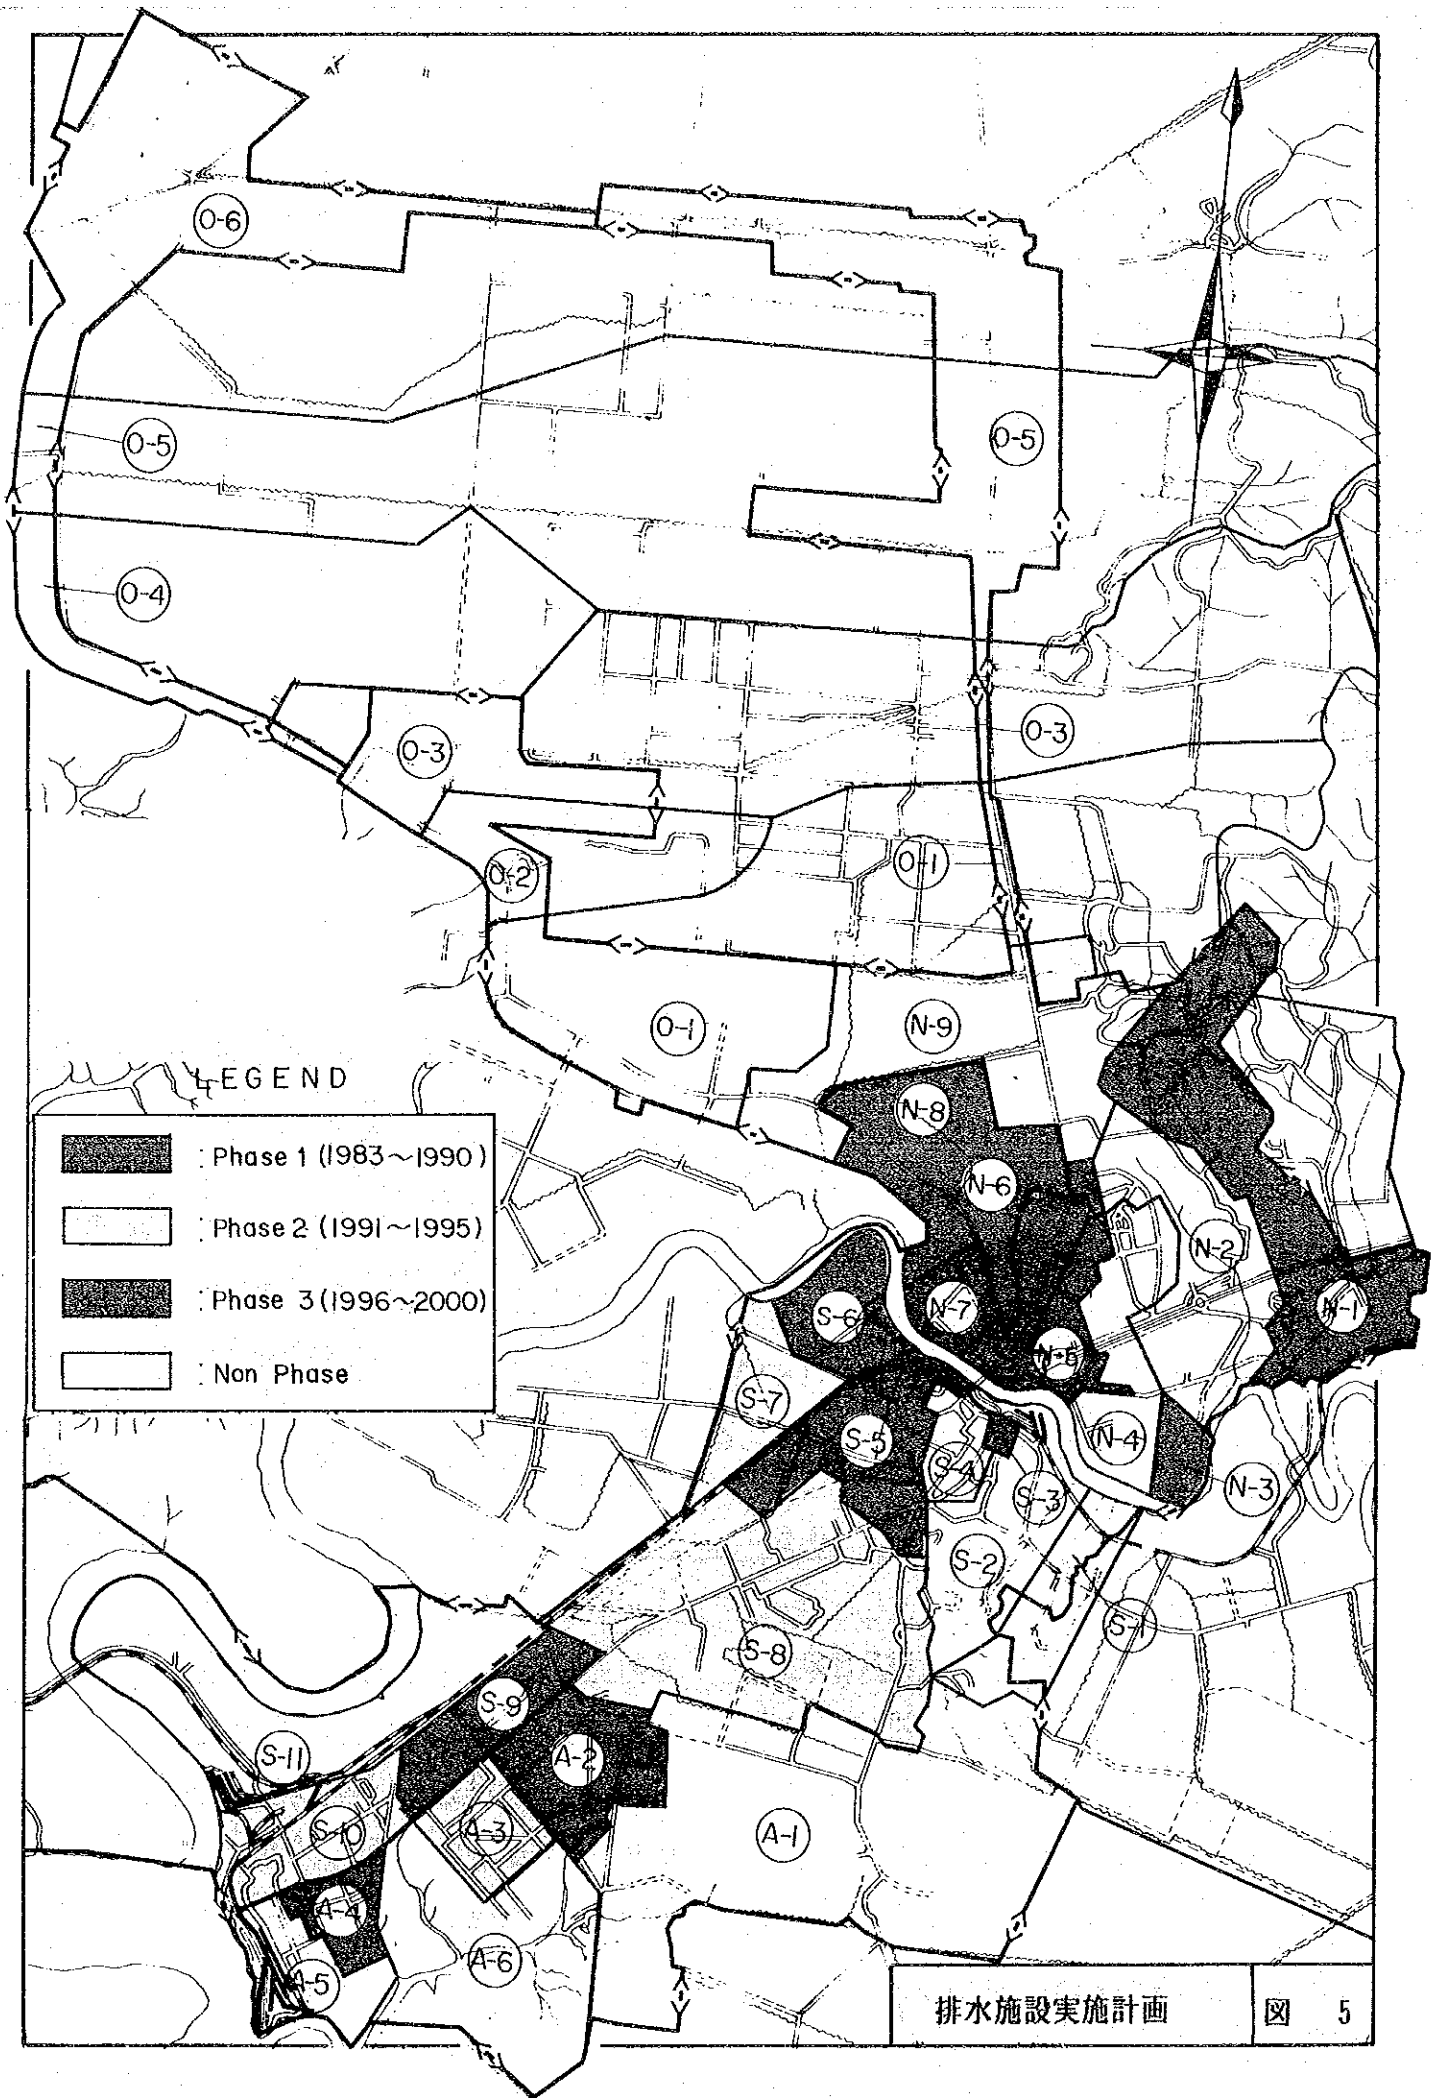 O-6
O-5
O-5
O-4
O-3
O-3
O-2
O-1
O-1
N-9
LEGEND
N-8
: Phase 1 (1983～1990)
N-6
: Phase 2 (1991～1995)
N-2
: Phase 3 (1996～2000)
N-7
N-1
S-6
N-5
: Non Phase
S-7
S-5
N-4
S-4
S-3
N-3
S-2
S-1
S-8
S-9
S-11
A-2
S-10
A-3
A-1
A-4
A-6
A-5
排水施設実施計画
図 5